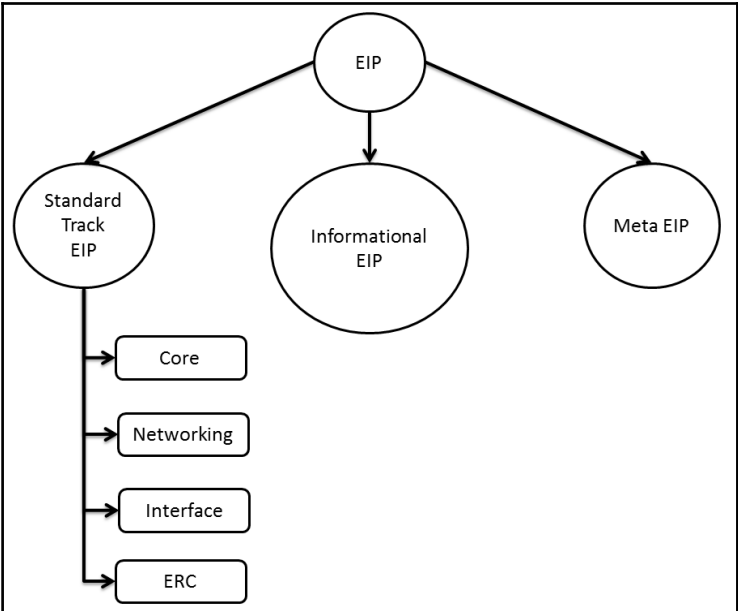 EIP
Standard
Track
EIP
Informational
EIP
Meta EIP
Core
Networking
Interface
ERC